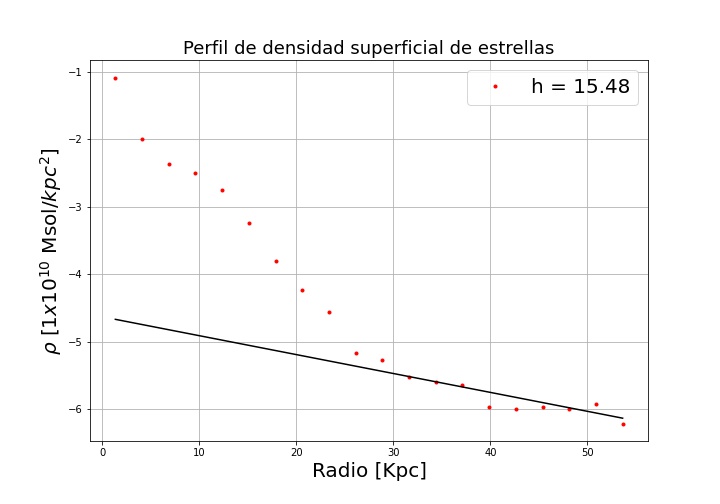 Perfil de densidad superficial de estrellas
h = 15.48
−1
−2
−3
−4
−5
−6
ρ [1x10¹⁰ Msol/kpc²]
0 10 20 30 40 50
Radio [Kpc]